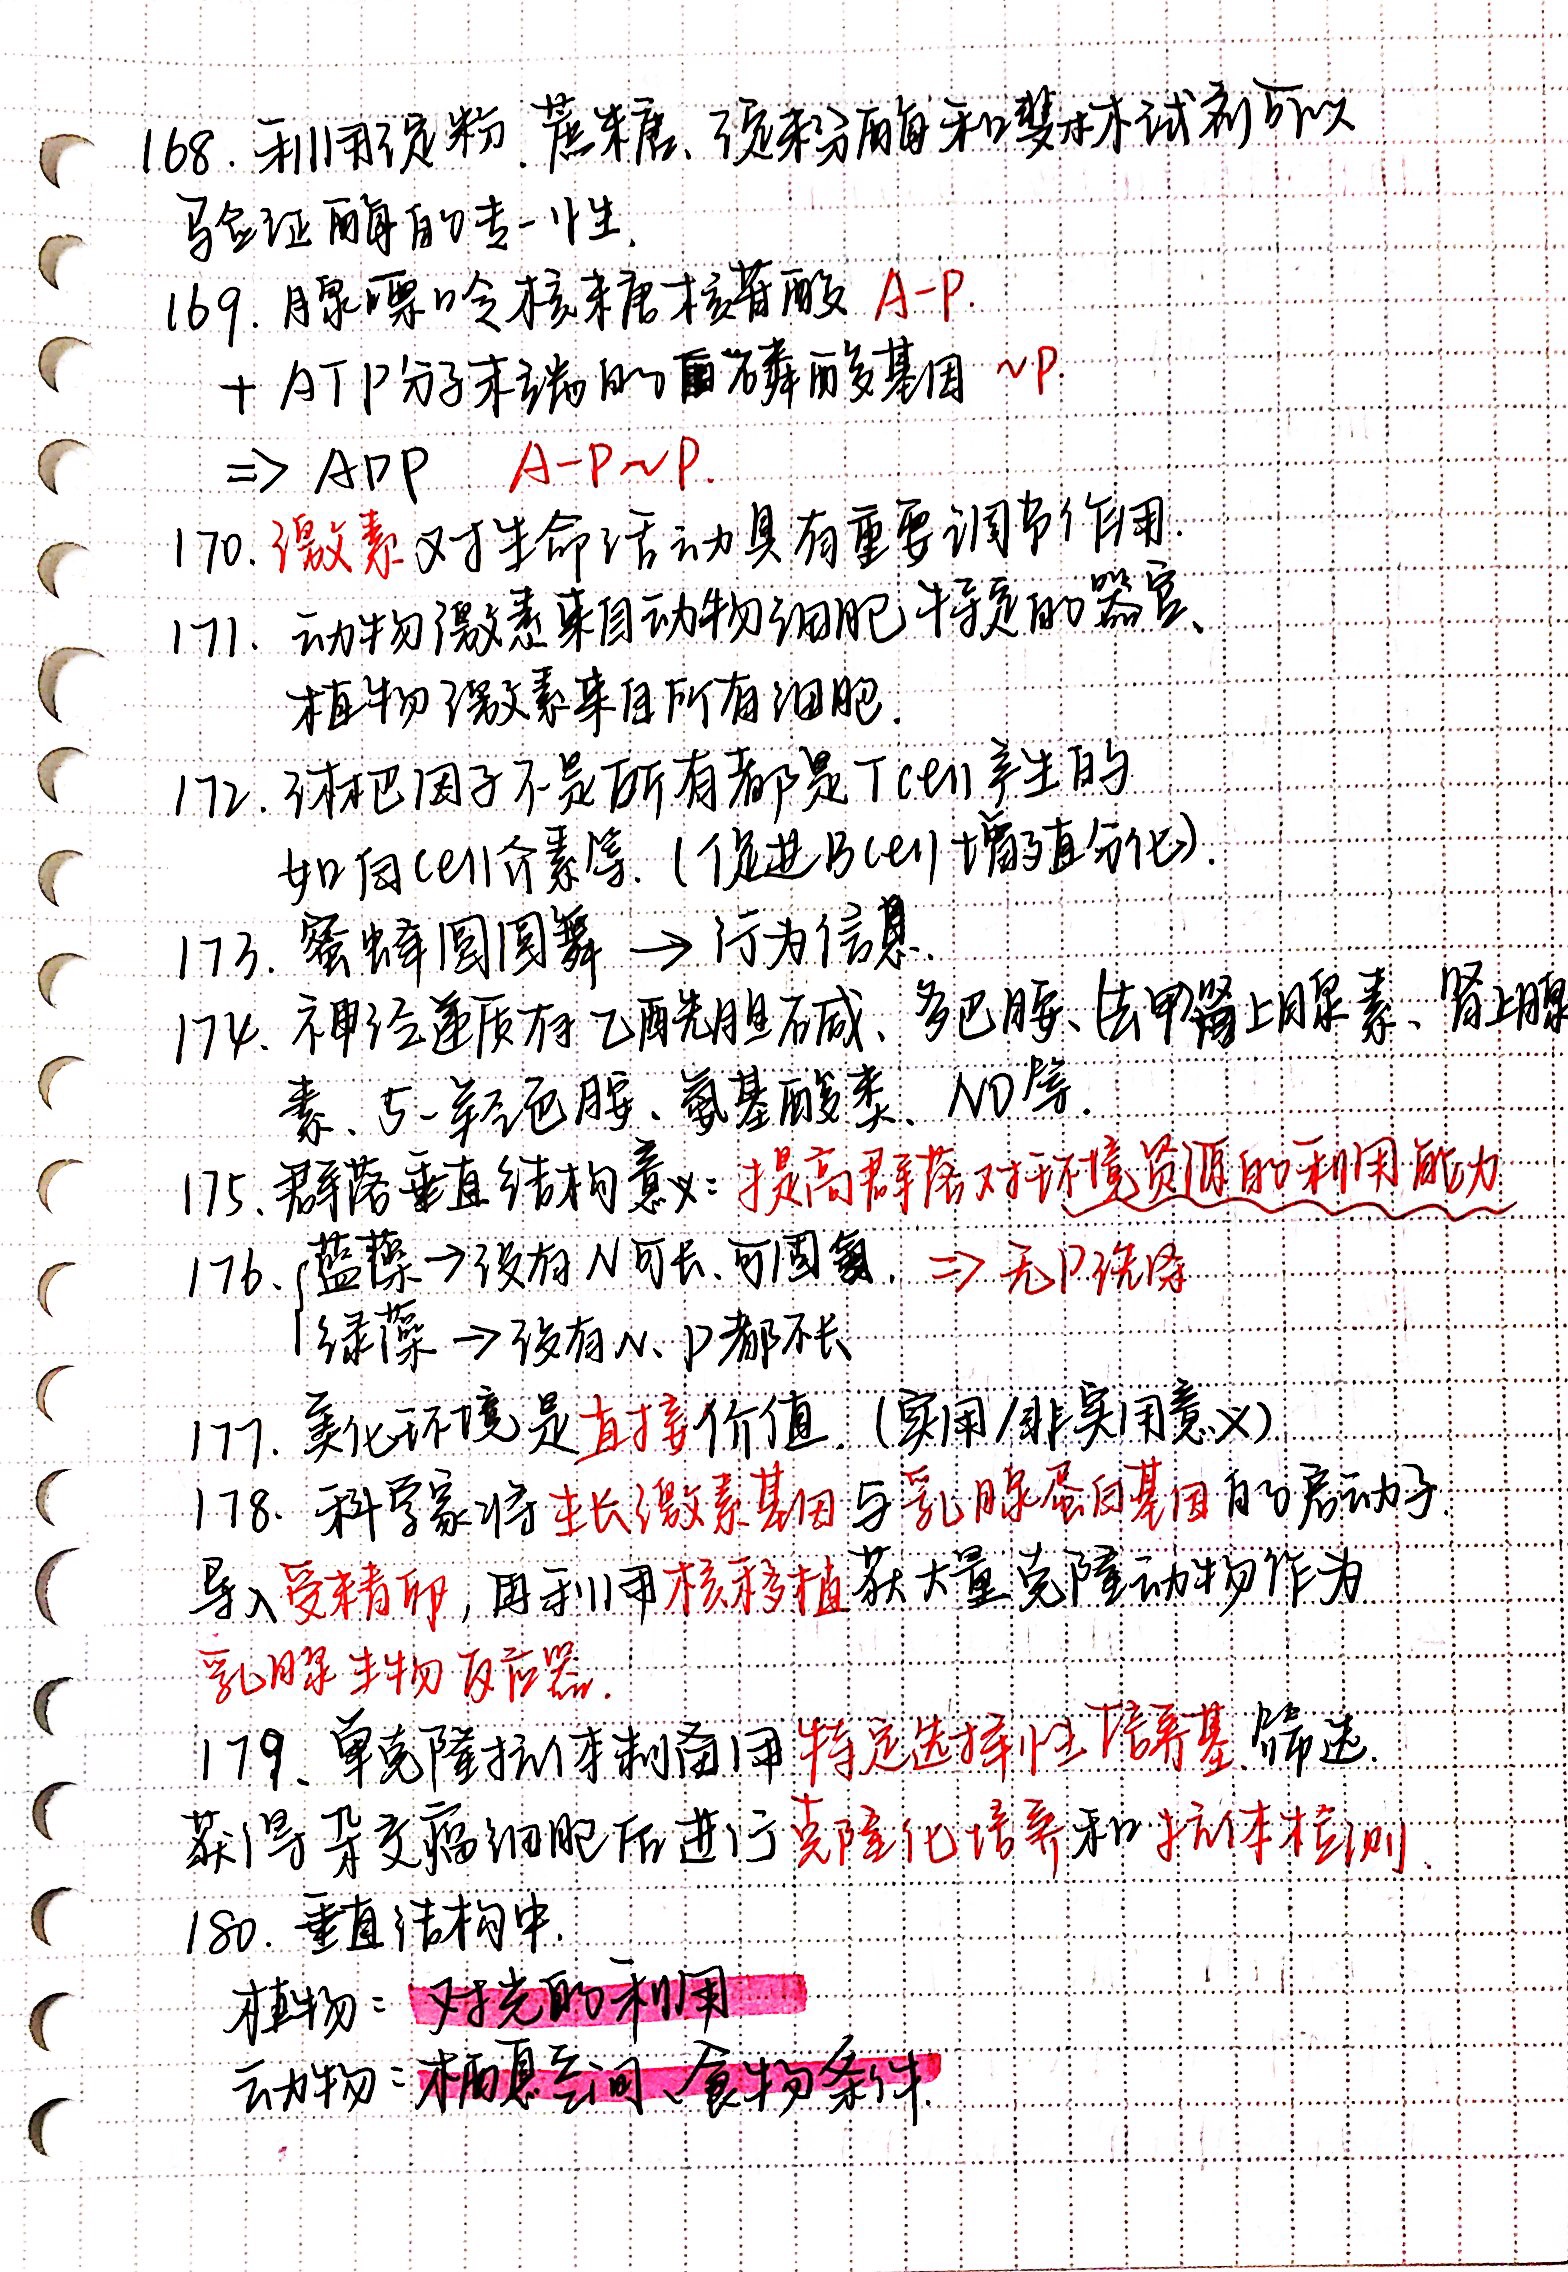 168. 利用淀粉、蔗糖、淀粉酶和斐林试剂可以
验证酶的专一性.
169. 腺嘌呤核糖核苷酸 A-P.
+ ATP分子末端的磷酸基因 ~P.
=> ADP A-P~P.
170. 激素对生命活动具有重要调节作用.
171. 动物激素来自动物细胞特定的器官、
植物激素来自所有细胞.
172. 淋巴因子不是所有都是Tcell产生的
如白cell介素等.(促进Bcell增殖分化).
173. 蜜蜂圆圆舞 → 行为信息.
174. 神经递质有乙酰胆碱、多巴胺、去甲肾上腺素、肾上腺
素、5-羟色胺、氨基酸类、NO等.
175. 群落垂直结构意义: 提高群落对环境资源的利用能力
176. {蓝藻→没有N可长、可固氮. => 无P洗涤
绿藻→没有N、P都不长
177. 美化环境是直接价值.(实用/非实用意义)
178. 科学家将生长激素基因与乳腺蛋白基因的启动子.
导入受精卵,再利用核移植获大量克隆动物作为
乳腺生物反应器.
179、单克隆抗体制备用特定选择性培养基.筛选.
获得杂交瘤细胞后进行克隆化培养和抗体检测.
180. 垂直结构中.
植物: 对光的利用
动物: 栖息空间、食物条件.